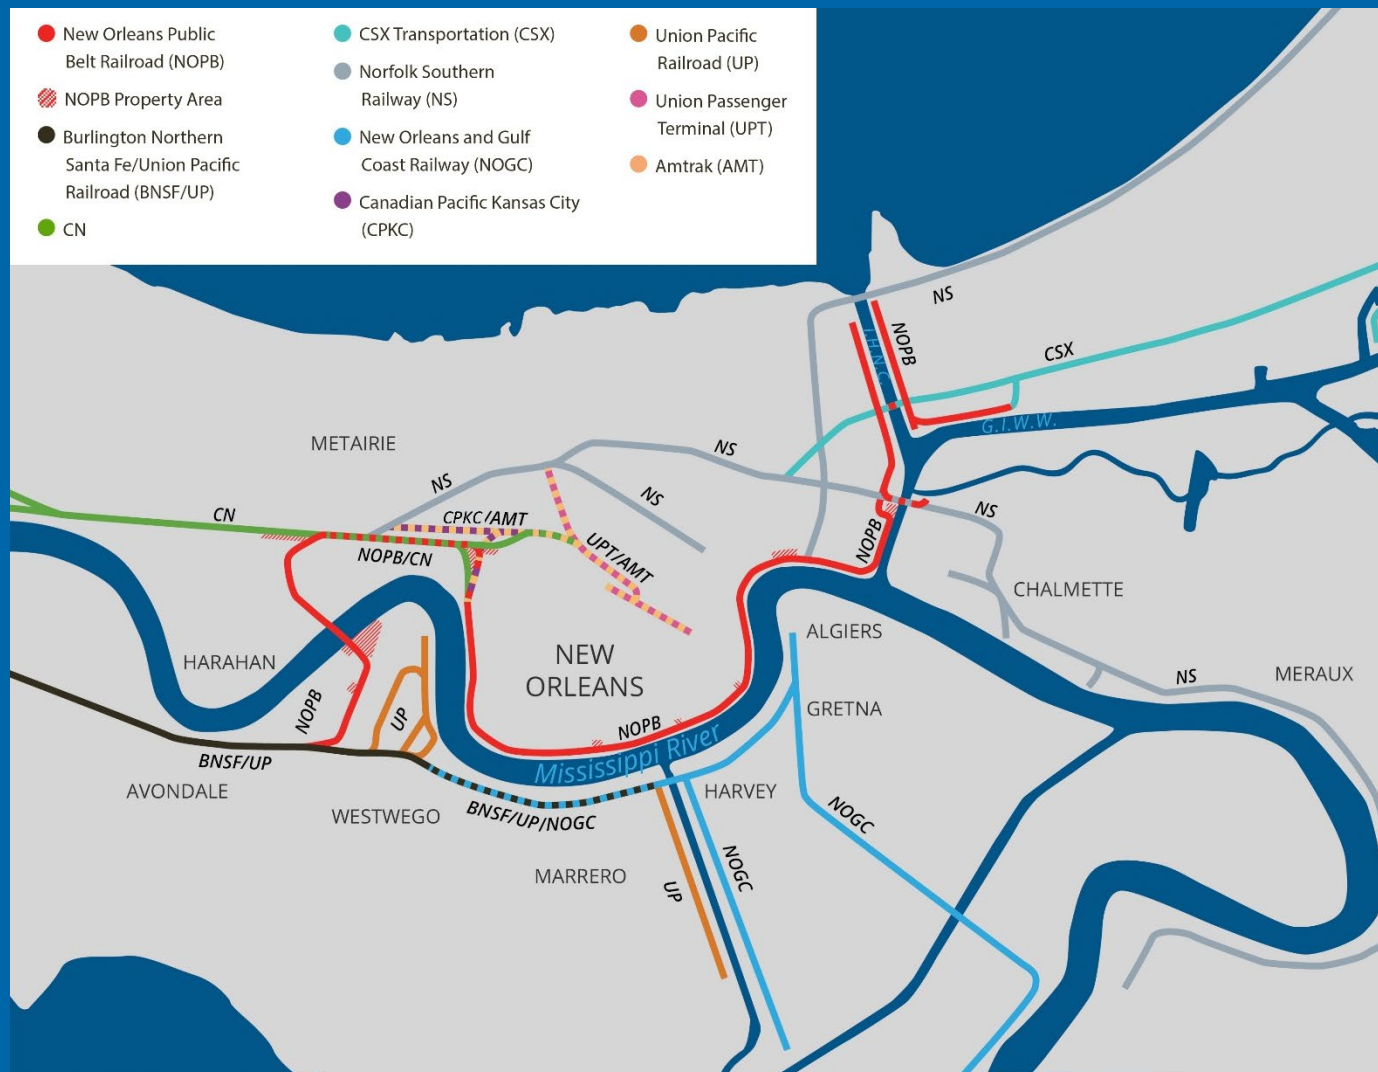 New Orleans Public
Belt Railroad (NOPB)
NOPB Property Area
Burlington Northern
Santa Fe/Union Pacific
Railroad (BNSF/UP)
CN
CSX Transportation (CSX)
Norfolk Southern
Railway (NS)
New Orleans and Gulf
Coast Railway (NOGC)
Canadian Pacific Kansas City
(CPKC)
Union Pacific
Railroad (UP)
Union Passenger
Terminal (UPT)
Amtrak (AMT)
NS
NOPB
I.H.N.C.
CSX
G.I.W.W.
METAIRIE
NS
NS
NS
NS
CN
CPKC/AMT
NOPB/CN
UPT/AMT
NOPB
CHALMETTE
ALGIERS
HARAHAN
NEW
ORLEANS
NS
MERAUX
NOPB
UP
GRETNA
NOPB
Mississippi River
BNSF/UP
AVONDALE
WESTWEGO
BNSF/UP/NOGC
HARVEY
NOGC
MARRERO
UP
NOGC